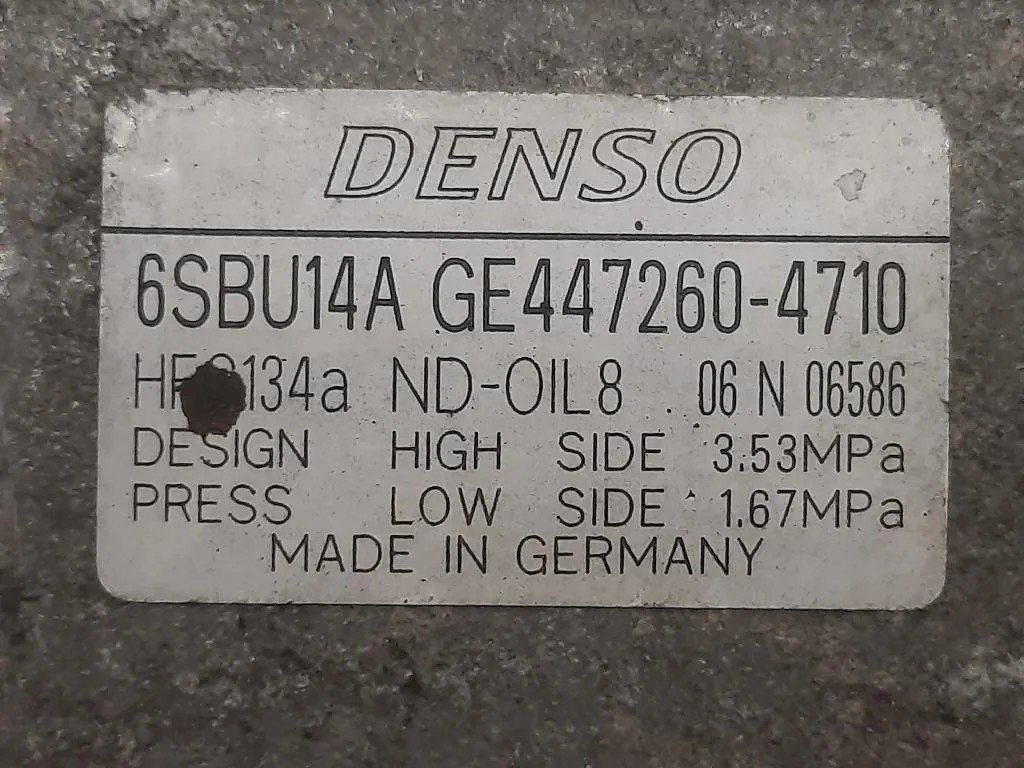 DENSO
6SBU14A GE447260-4710
ND-OIL8 06 N 06586
DESIGN HIGH SIDE 3.53MPa
PRESS LOW SIDE 1.67MPa
MADE IN GERMANY